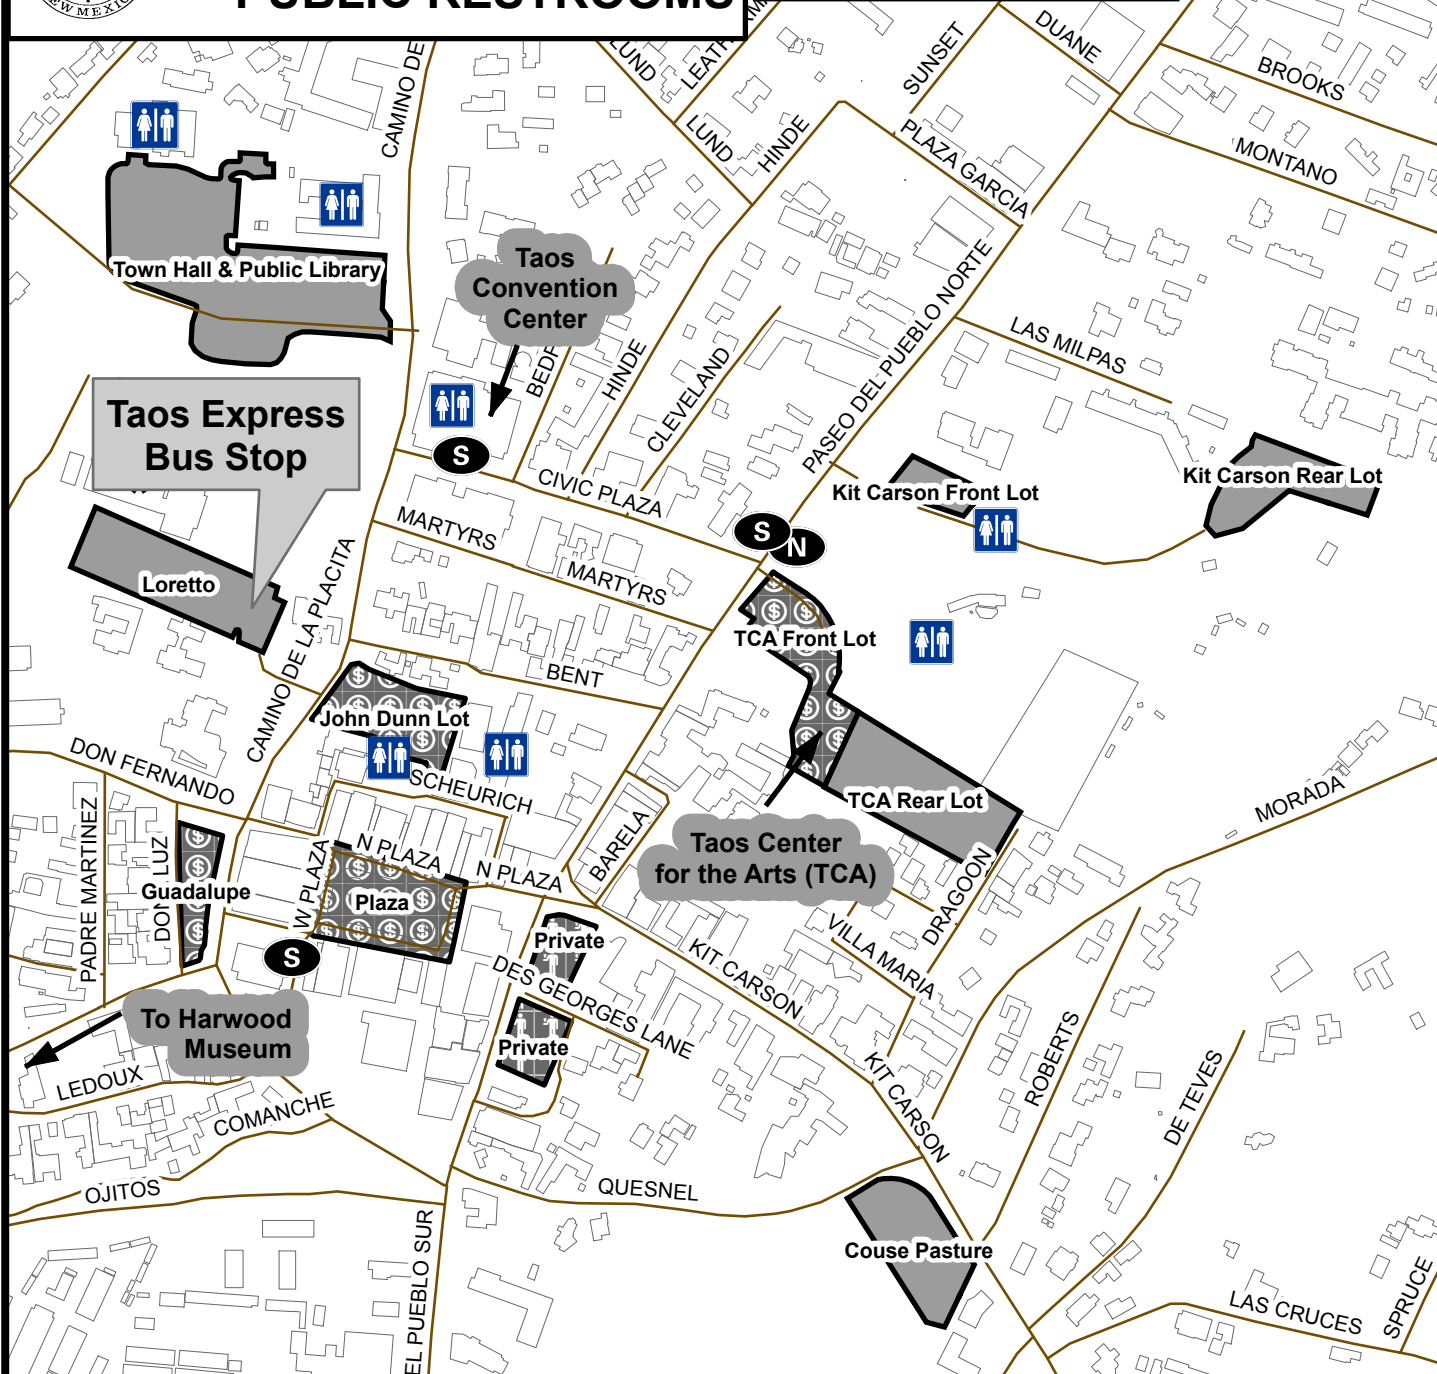 NEW MEXICO
PUBLIC RESTROOMS
CAMINO DE
LUND
SUNSET
DUANE
BROOKS
LUND
HINDE
PLAZA GARCIA
MONTANO
Town Hall & Public Library
Taos
Convention
Center
PASEO DEL PUEBLO NORTE
LAS MILPAS
HINDE
CLEVELAND
Taos Express
Bus Stop
S
CIVIC PLAZA
Kit Carson Front Lot
Kit Carson Rear Lot
MARTYRS
S
N
MARTYRS
Loretto
CAMINO DE LA PLACITA
TCA Front Lot
BENT
John Dunn Lot
DON FERNANDO
SCHEURICH
TCA Rear Lot
MORADA
PADRE MARTINEZ
DON LUZ
Guadalupe
W PLAZA
N PLAZA
N PLAZA
Plaza
BARELA
Taos Center
for the Arts (TCA)
DRAGOON
VILLA MARIA
Private
S
DES GEORGES LANE
KIT CARSON
To Harwood
Museum
Private
LEDOUX
COMANCHE
KIT CARSON
ROBERTS
DE TEVES
OJITOS
QUESNEL
EL PUEBLO SUR
Couse Pasture
LAS CRUCES
SPRUCE